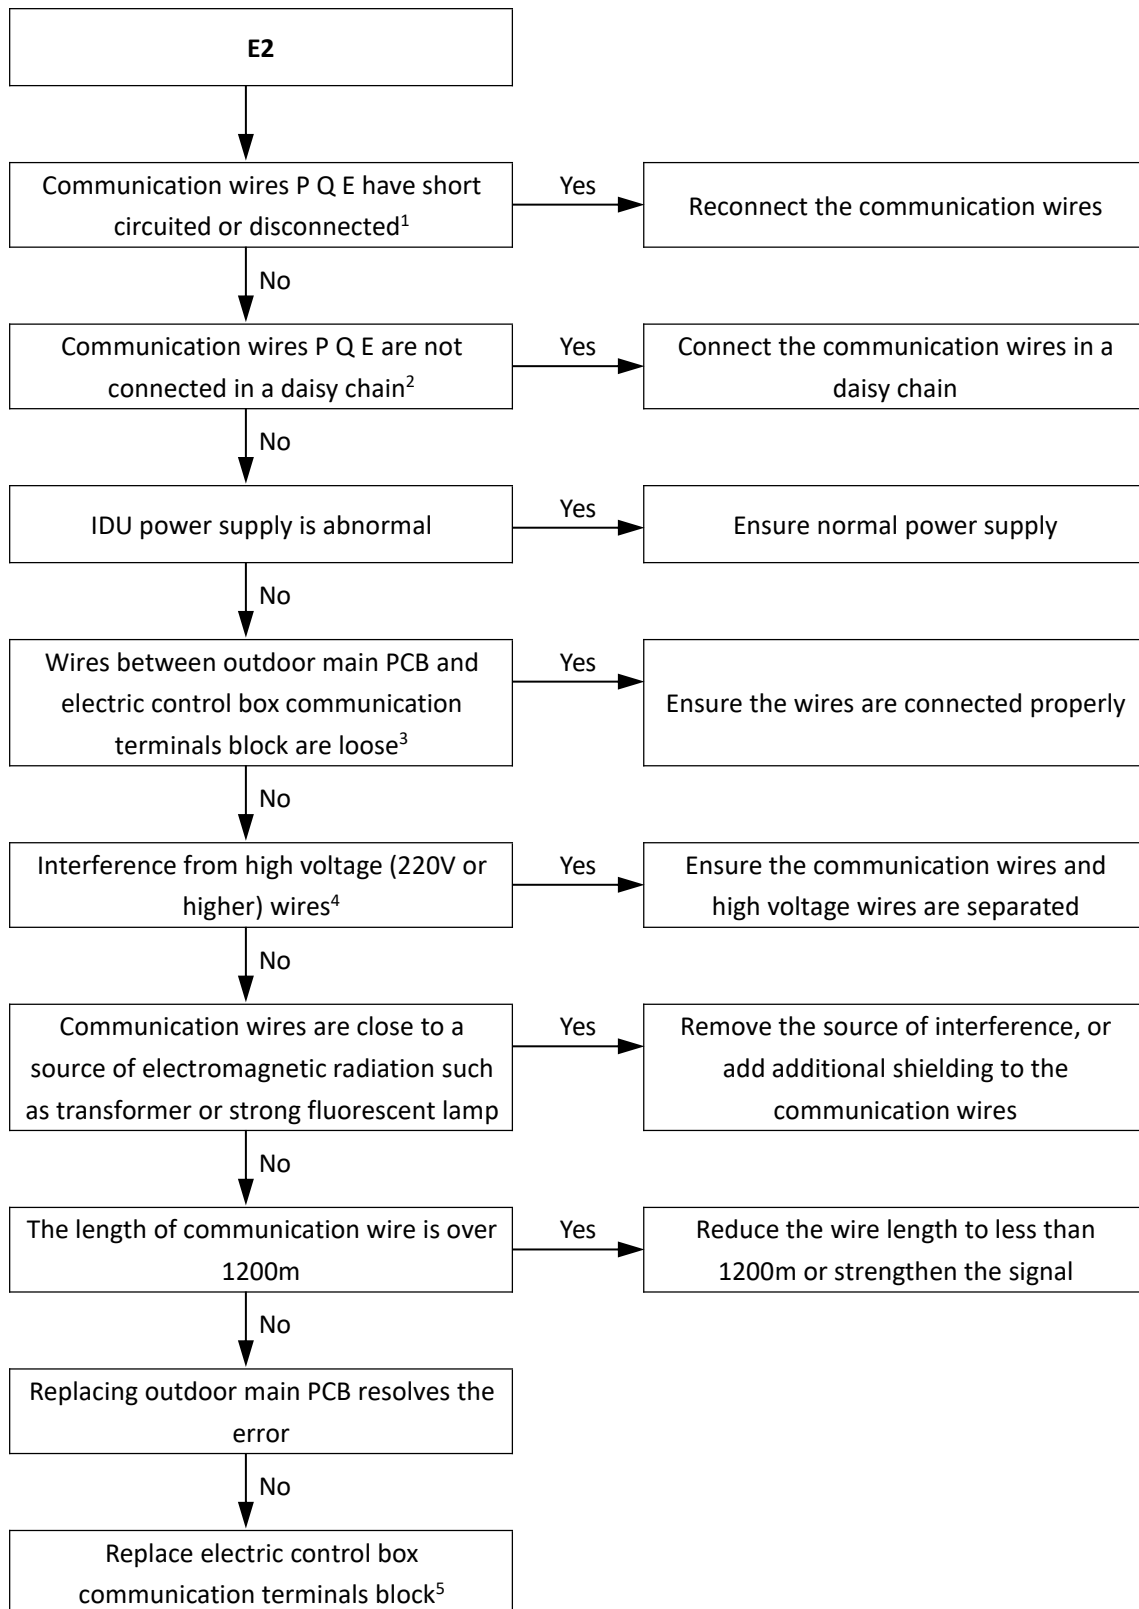 E2
Communication wires P Q E have short
circuited or disconnected¹
Yes
Reconnect the communication wires
No
Communication wires P Q E are not
connected in a daisy chain²
Yes
Connect the communication wires in a
daisy chain
No
IDU power supply is abnormal
Yes
Ensure normal power supply
No
Wires between outdoor main PCB and
electric control box communication
terminals block are loose³
Yes
Ensure the wires are connected properly
No
Interference from high voltage (220V or
higher) wires⁴
Yes
Ensure the communication wires and
high voltage wires are separated
No
Communication wires are close to a
source of electromagnetic radiation such
as transformer or strong fluorescent lamp
Yes
Remove the source of interference, or
add additional shielding to the
communication wires
No
The length of communication wire is over
1200m
Yes
Reduce the wire length to less than
1200m or strengthen the signal
No
Replacing outdoor main PCB resolves the
error
No
Replace electric control box
communication terminals block⁵